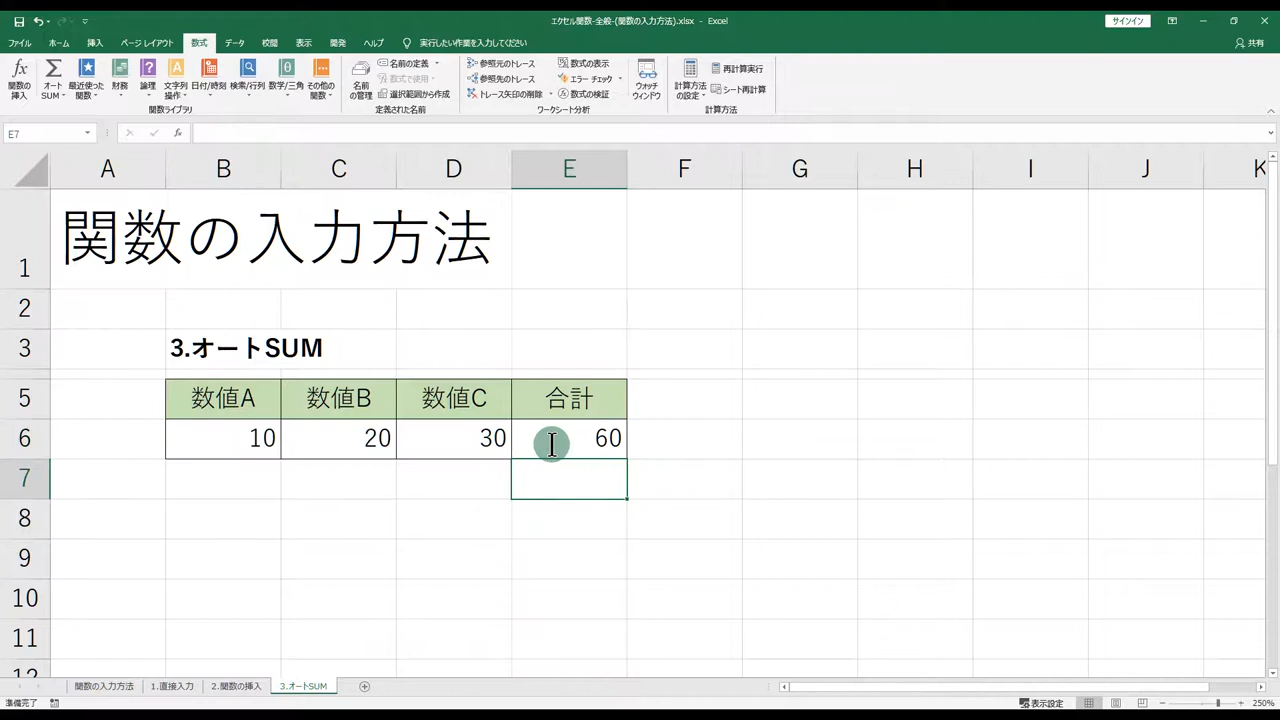 エクセル関数-全般-(関数の入力方法).xlsx - Excel
サインイン
ファイル ホーム 挿入 ページ レイアウト 数式 データ 校閲 表示 開発 ヘルプ 実行したい作業を入力してください 共有
関数の挿入 オート SUM 最近使った関数 財務 論理 文字列操作 日付/時刻 検索/行列 数学/三角 その他の関数
関数ライブラリ
名前の管理 名前の定義 数式で使用 選択範囲から作成
定義された名前
参照元のトレース 参照先のトレース トレース矢印の削除 数式の表示 エラー チェック 数式の検証
ワークシート分析
ウォッチ ウィンドウ
計算方法の設定 再計算実行 シート再計算
計算方法
E7 fx
A B C D E F G H I J K
1 関数の入力方法
2
3 3.オートSUM
5 数値A 数値B 数値C 合計
6 10 20 30 60
7
8
9
10
11
12
関数の入力方法 1.直接入力 2.関数の挿入 3.オートSUM
準備完了 表示設定 250%